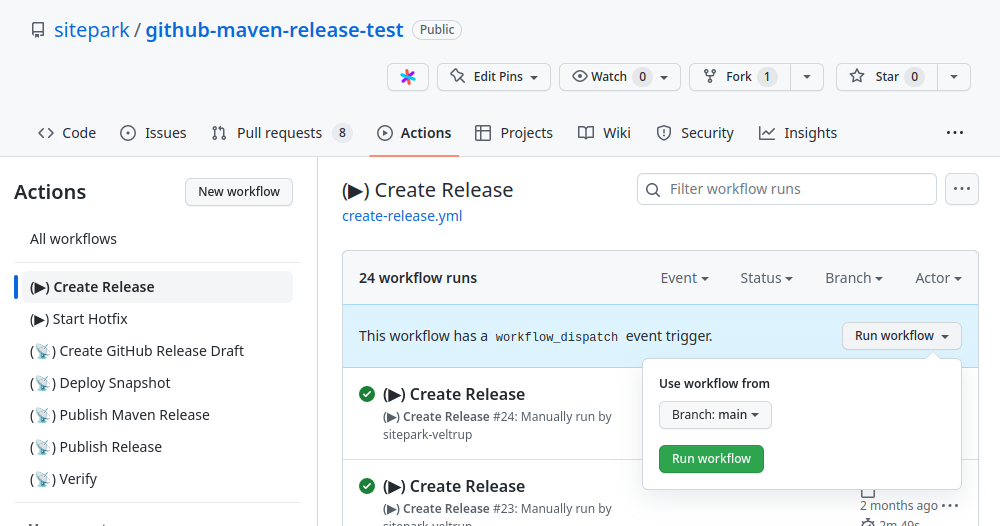 sitepark / github-maven-release-test Public
Edit Pins Watch 0 Fork 1 Star 0
Code Issues Pull requests 8 Actions Projects Wiki Security Insights
Actions New workflow
All workflows
(▶) Create Release
(▶) Start Hotfix
(📡) Create GitHub Release Draft
(📡) Deploy Snapshot
(📡) Publish Maven Release
(📡) Publish Release
(📡) Verify
(▶) Create Release
create-release.yml
Filter workflow runs
24 workflow runs Event Status Branch Actor
This workflow has a workflow_dispatch event trigger. Run workflow
Use workflow from
Branch: main
Run workflow
(▶) Create Release
(▶) Create Release #24: Manually run by
sitepark-veltrup
(▶) Create Release
(▶) Create Release #23: Manually run by
sitepark-veltrup
2 months ago
2m 49s